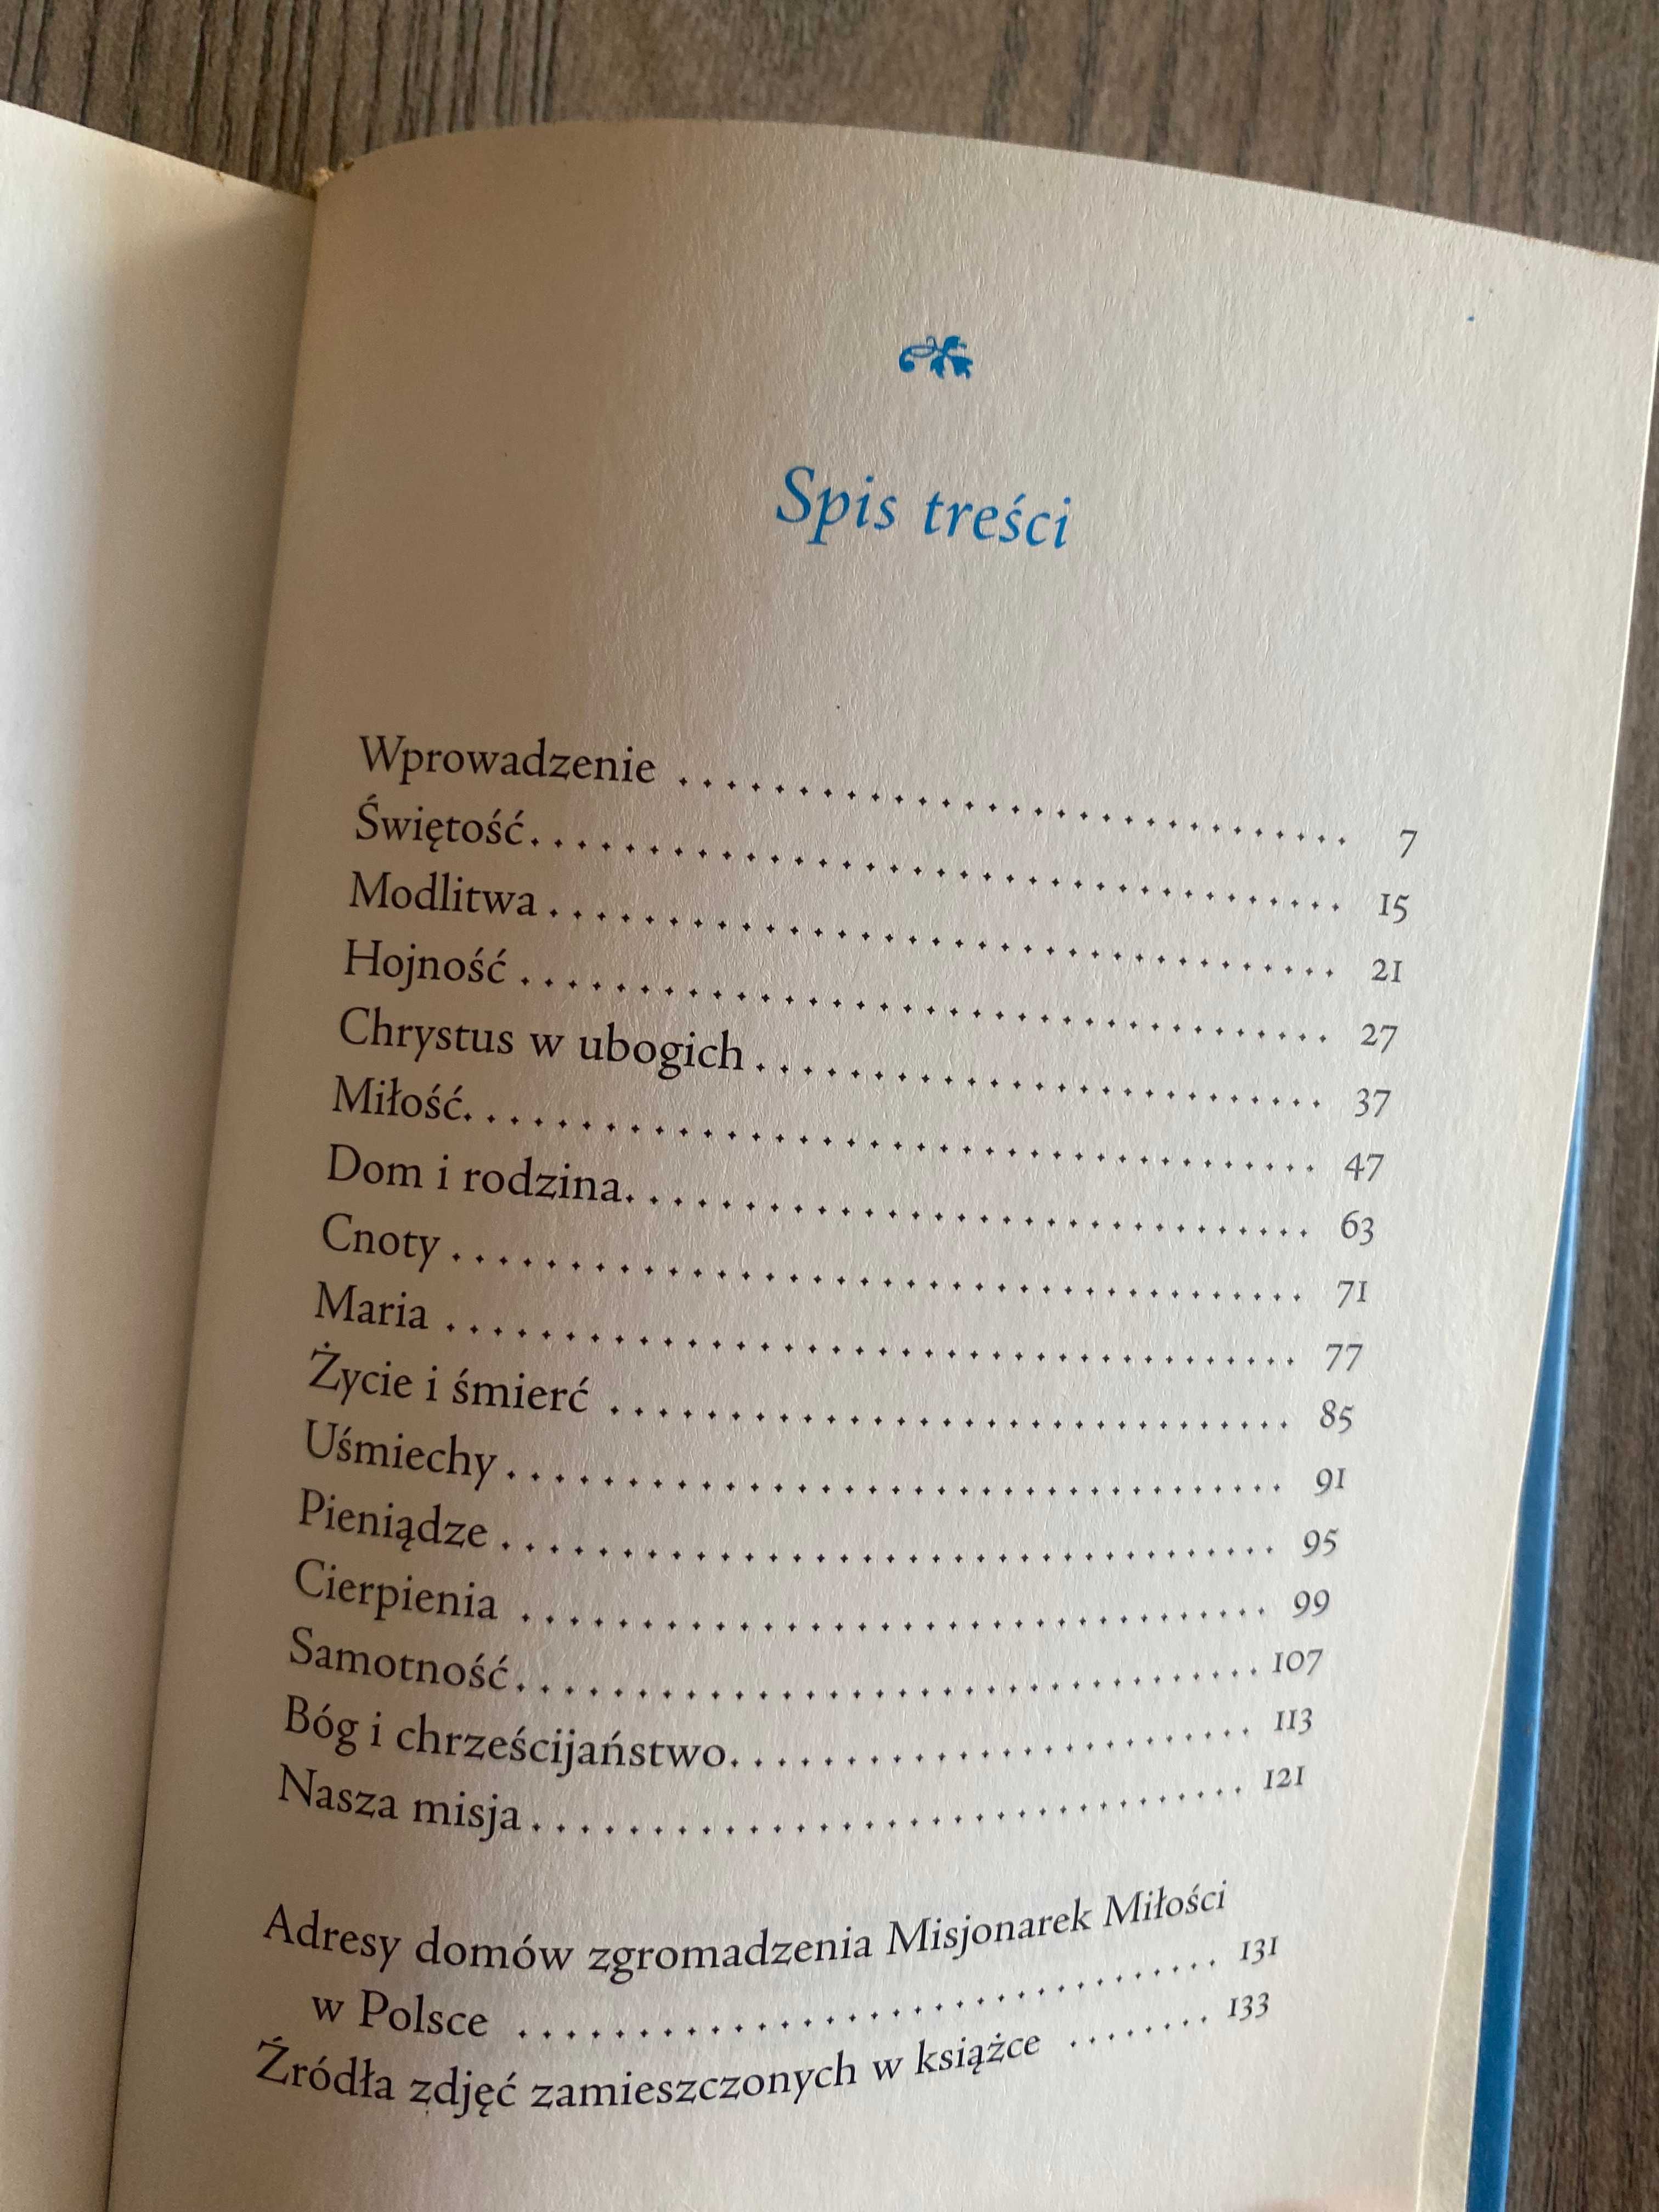 Spis treści
Wprowadzenie . . . . . . . . . . . . . . . . . . . . . . . . . . . . . 7
Świętość. . . . . . . . . . . . . . . . . . . . . . . . . . . . . . . . . . 15
Modlitwa . . . . . . . . . . . . . . . . . . . . . . . . . . . . . . . . . 21
Hojność . . . . . . . . . . . . . . . . . . . . . . . . . . . . . . . . . . 27
Chrystus w ubogich . . . . . . . . . . . . . . . . . . . . . . . . 37
Miłość. . . . . . . . . . . . . . . . . . . . . . . . . . . . . . . . . . . . 47
Dom i rodzina. . . . . . . . . . . . . . . . . . . . . . . . . . . . . 63
Cnoty . . . . . . . . . . . . . . . . . . . . . . . . . . . . . . . . . . . . 71
Maria . . . . . . . . . . . . . . . . . . . . . . . . . . . . . . . . . . . . 77
Życie i śmierć . . . . . . . . . . . . . . . . . . . . . . . . . . . . . 85
Uśmiechy . . . . . . . . . . . . . . . . . . . . . . . . . . . . . . . . . 91
Pieniądze . . . . . . . . . . . . . . . . . . . . . . . . . . . . . . . . . 95
Cierpienia . . . . . . . . . . . . . . . . . . . . . . . . . . . . . . . . 99
Samotność. . . . . . . . . . . . . . . . . . . . . . . . . . . . . . . . 107
Bóg i chrześcijaństwo. . . . . . . . . . . . . . . . . . . . . . . 113
Nasza misja . . . . . . . . . . . . . . . . . . . . . . . . . . . . . . . 121
Adresy domów zgromadzenia Misjonarek Miłości
w Polsce . . . . . . . . . . . . . . . . . . . . . . . . . . . . . . 131
Źródła zdjęć zamieszczonych w książce . . . . . . . . 133